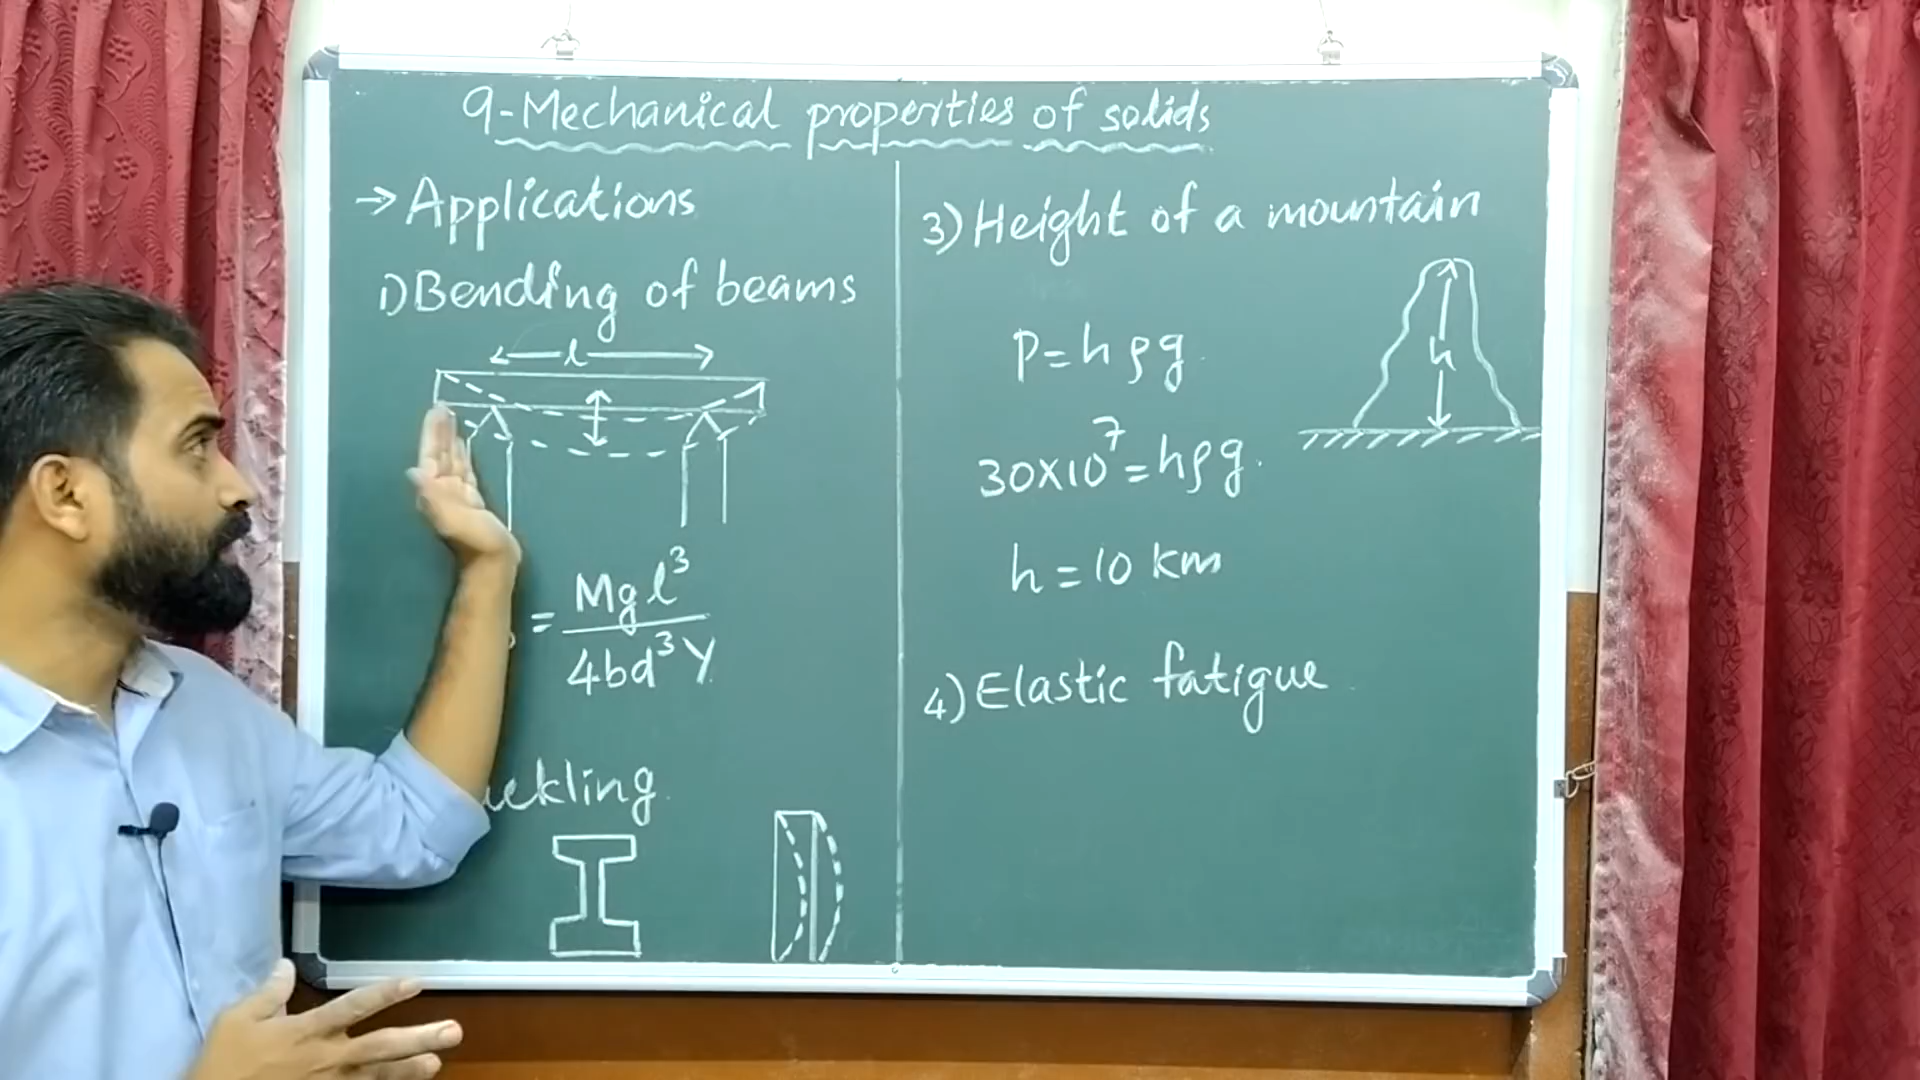 9-Mechanical properties of solids
→Applications
1)Bending of beams
l
= Mgl³
4bd³Y
uckling
3)Height of a mountain
P=hρg
30×10⁷=hρg.
h=10 km
h
4)Elastic fatigue